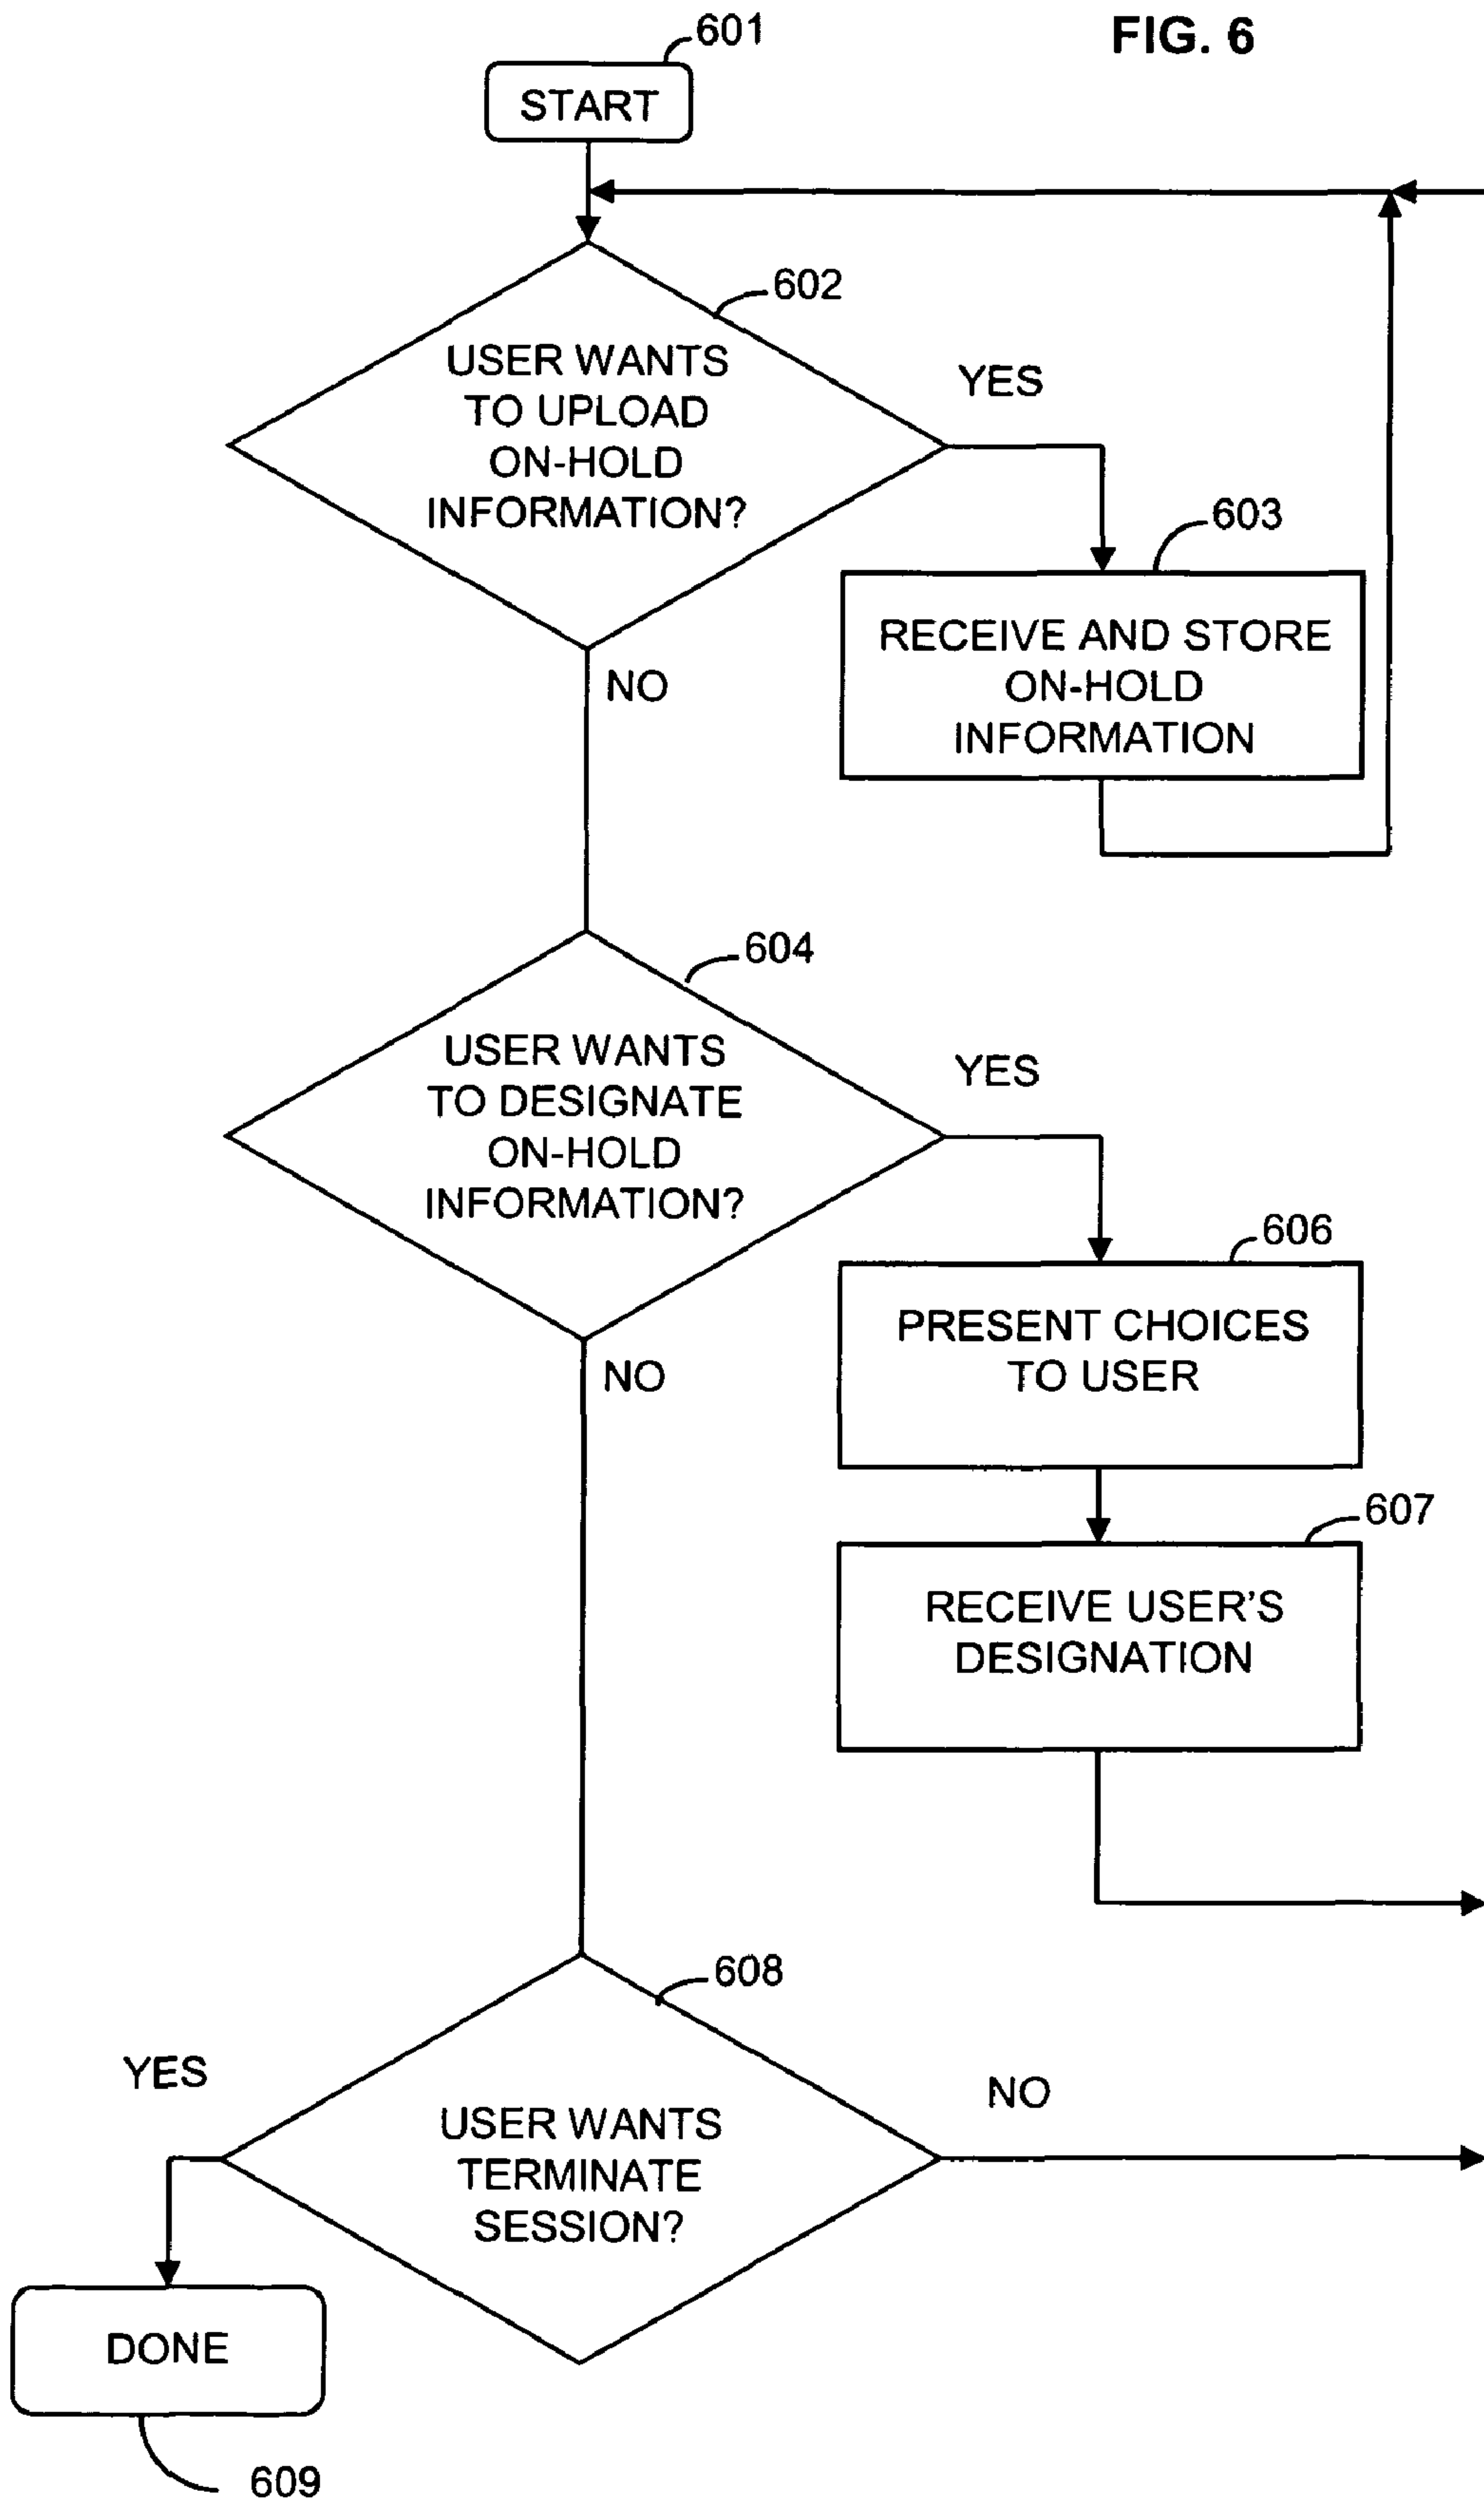 601
FIG. 6
START
602
USER WANTS
TO UPLOAD
ON-HOLD
INFORMATION?
YES
603
RECEIVE AND STORE
ON-HOLD
INFORMATION
NO
604
USER WANTS
TO DESIGNATE
ON-HOLD
INFORMATION?
YES
606
PRESENT CHOICES
TO USER
NO
607
RECEIVE USER'S
DESIGNATION
608
YES
NO
USER WANTS
TERMINATE
SESSION?
DONE
609